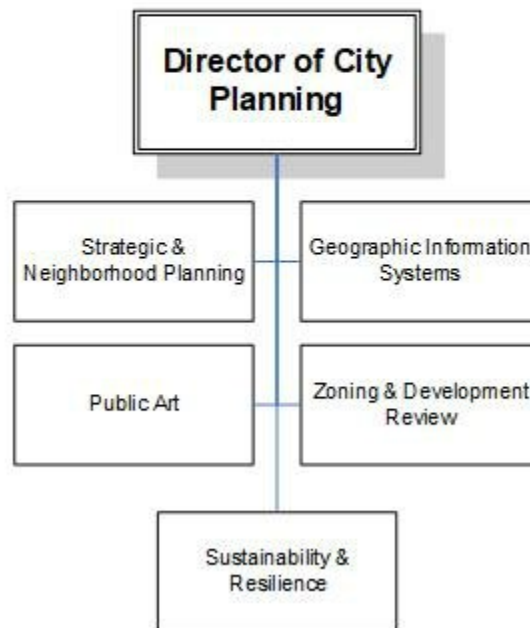 Director of City
Planning
Strategic &
Neighborhood Planning
Geographic Information
Systems
Public Art
Zoning & Development
Review
Sustainability &
Resilience